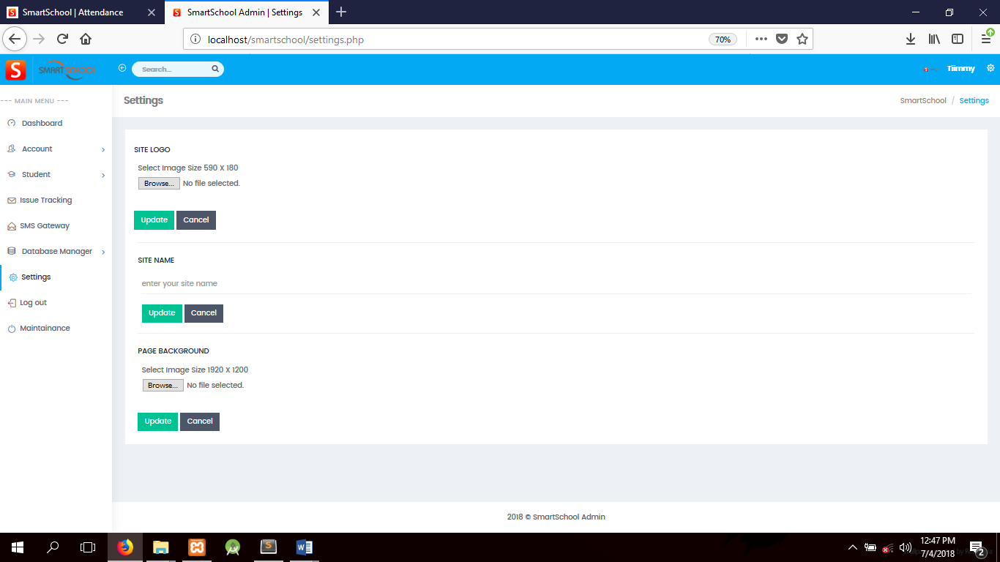 SmartSchool | Attendance
SmartSchool Admin | Settings
localhost/smartschool/settings.php
70%
S
SMARTSCHOOL
Search...
Tiimmy
--- MAIN MENU ---
Dashboard
Account
Student
Issue Tracking
SMS Gateway
Database Manager
Settings
Log out
Maintainance
Settings
SmartSchool / Settings
SITE LOGO
Select Image Size 590 X 180
Browse... No file selected.
Update Cancel
SITE NAME
enter your site name
Update Cancel
PAGE BACKGROUND
Select Image Size 1920 X 1200
Browse... No file selected.
Update Cancel
2018 © SmartSchool Admin
12:47 PM
7/4/2018
2